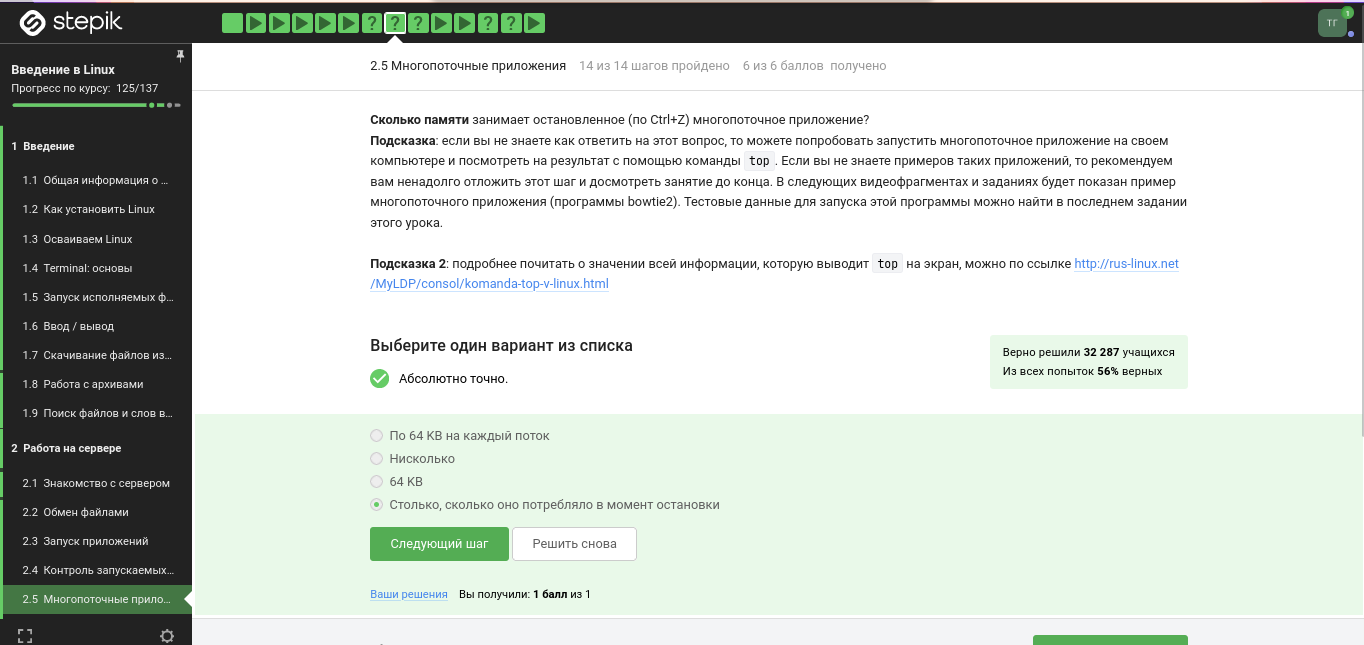 stepik
? ? ? ? ?
ТГ
1
Введение в Linux
Прогресс по курсу: 125/137
1 Введение
1.1 Общая информация о ...
1.2 Как установить Linux
1.3 Осваиваем Linux
1.4 Terminal: основы
1.5 Запуск исполняемых ф...
1.6 Ввод / вывод
1.7 Скачивание файлов из...
1.8 Работа с архивами
1.9 Поиск файлов и слов в...
2 Работа на сервере
2.1 Знакомство с сервером
2.2 Обмен файлами
2.3 Запуск приложений
2.4 Контроль запускаемых...
2.5 Многопоточные прило...
2.5 Многопоточные приложения 14 из 14 шагов пройдено 6 из 6 баллов получено
Сколько памяти занимает остановленное (по Ctrl+Z) многопоточное приложение?
Подсказка: если вы не знаете как ответить на этот вопрос, то можете попробовать запустить многопоточное приложение на своем
компьютере и посмотреть на результат с помощью команды top. Если вы не знаете примеров таких приложений, то рекомендуем
вам ненадолго отложить этот шаг и досмотреть занятие до конца. В следующих видеофрагментах и заданиях будет показан пример
многопоточного приложения (программы bowtie2). Тестовые данные для запуска этой программы можно найти в последнем задании
этого урока.
Подсказка 2: подробнее почитать о значении всей информации, которую выводит top на экран, можно по ссылке http://rus-linux.net
/MyLDP/consol/komanda-top-v-linux.html
Выберите один вариант из списка
Абсолютно точно.
Верно решили 32 287 учащихся
Из всех попыток 56% верных
По 64 KB на каждый поток
Нисколько
64 KB
Столько, сколько оно потребляло в момент остановки
Следующий шаг
Решить снова
Ваши решения Вы получили: 1 балл из 1